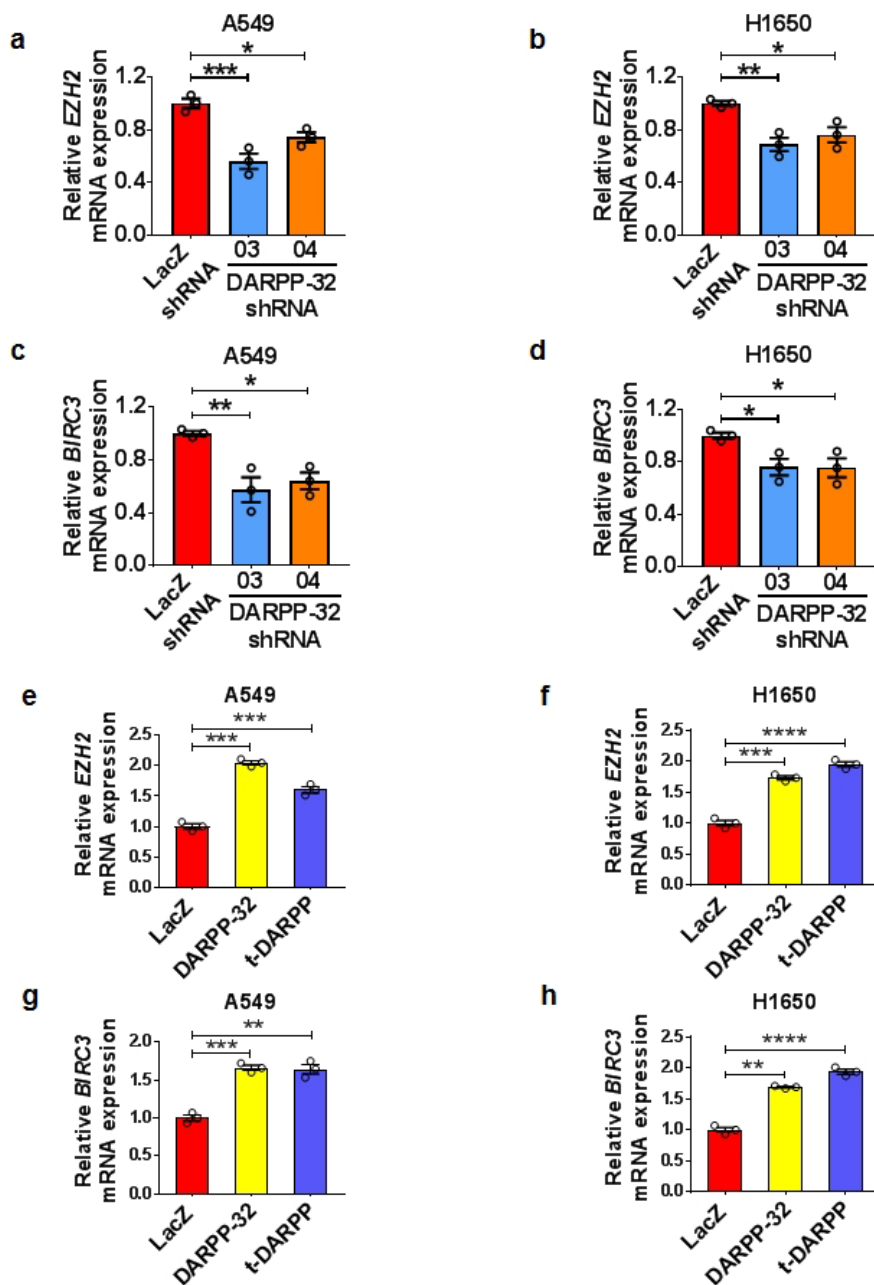 a
A549
*
***
Relative EZH2
mRNA expression
1.2
0.8
0.4
0.0
LacZ
shRNA
03 04
DARPP-32
shRNA
b
H1650
*
**
Relative EZH2
mRNA expression
1.2
0.8
0.4
0.0
LacZ
shRNA
03 04
DARPP-32
shRNA
c
A549
*
**
Relative BIRC3
mRNA expression
1.2
0.8
0.4
0.0
LacZ
shRNA
03 04
DARPP-32
shRNA
d
H1650
*
*
Relative BIRC3
mRNA expression
1.2
0.8
0.4
0.0
LacZ
shRNA
03 04
DARPP-32
shRNA
e
A549
***
***
Relative EZH2
mRNA expression
2.5
2.0
1.5
1.0
0.5
0.0
LacZ
DARPP-32
t-DARPP
f
H1650
****
***
Relative EZH2
mRNA expression
2.5
2.0
1.5
1.0
0.5
0.0
LacZ
DARPP-32
t-DARPP
g
A549
**
***
Relative BIRC3
mRNA expression
2.0
1.5
1.0
0.5
0.0
LacZ
DARPP-32
t-DARPP
h
H1650
****
**
Relative BIRC3
mRNA expression
2.5
2.0
1.5
1.0
0.5
0.0
LacZ
DARPP-32
t-DARPP